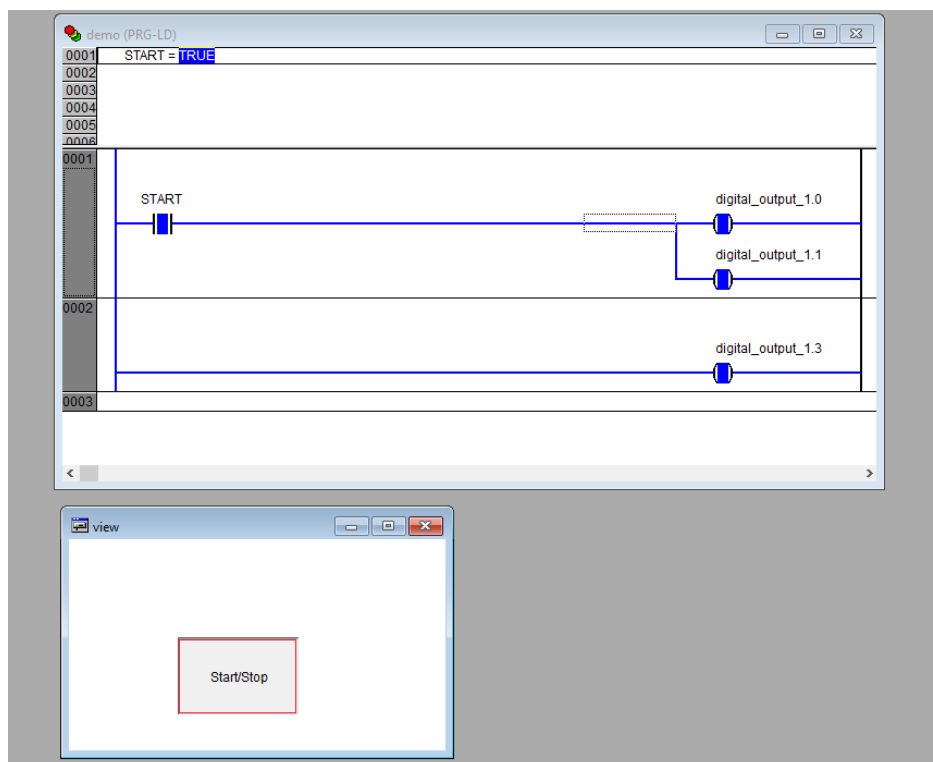 demo (PRG-LD)
0001 START = TRUE
0002
0003
0004
0005
0006
0001
START digital_output_1.0
digital_output_1.1
0002
digital_output_1.3
0003
view
Start/Stop